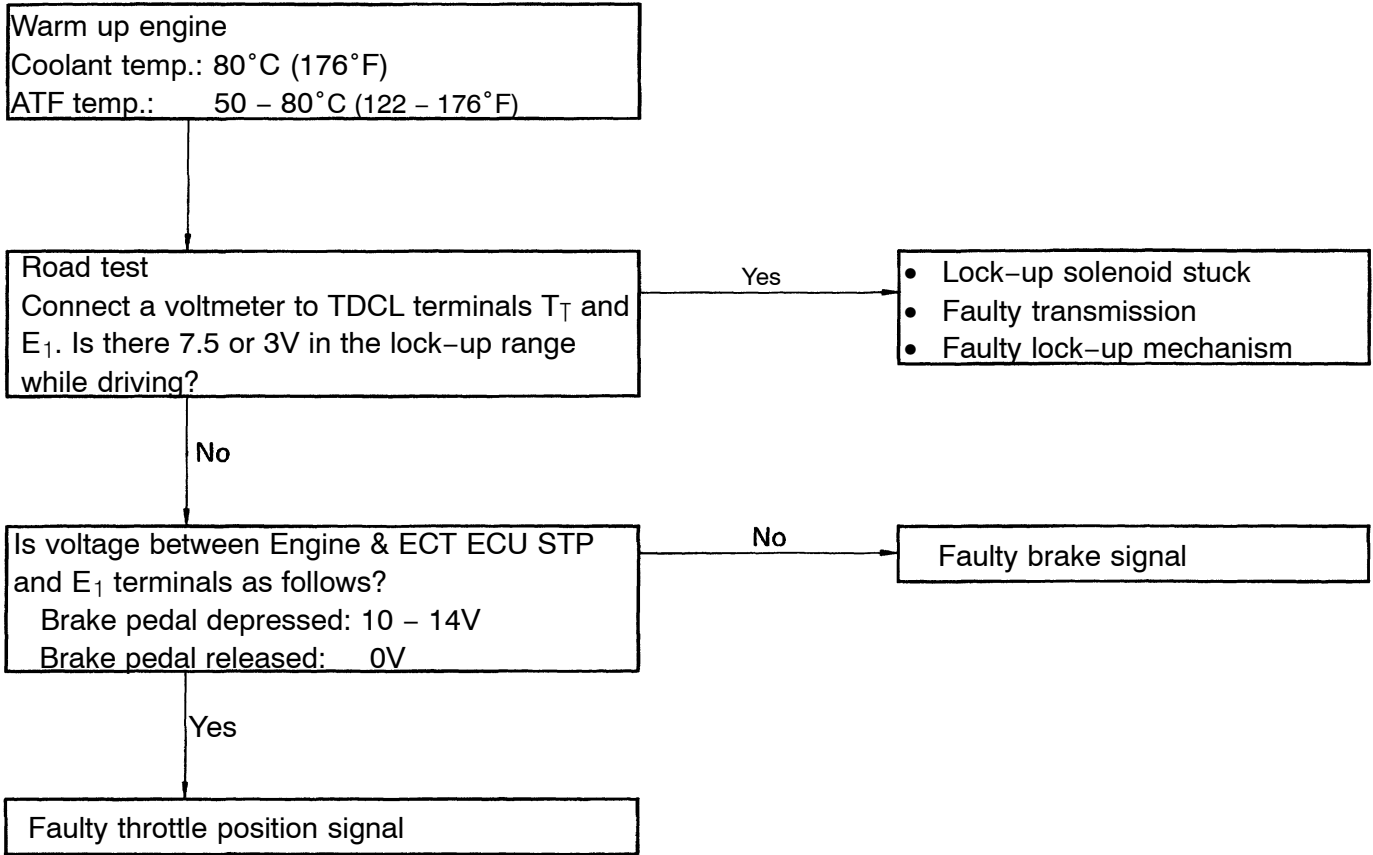 Warm up engine
Coolant temp.: 80˚C (176˚F)
ATF temp.: 50 – 80˚C (122 – 176˚F)
Road test
Connect a voltmeter to TDCL terminals TT and
E1. Is there 7.5 or 3V in the lock–up range
while driving?
Yes
• Lock–up solenoid stuck
• Faulty transmission
• Faulty lock–up mechanism
No
Is voltage between Engine & ECT ECU STP
and E1 terminals as follows?
Brake pedal depressed: 10 – 14V
Brake pedal released: 0V
No
Faulty brake signal
Yes
Faulty throttle position signal